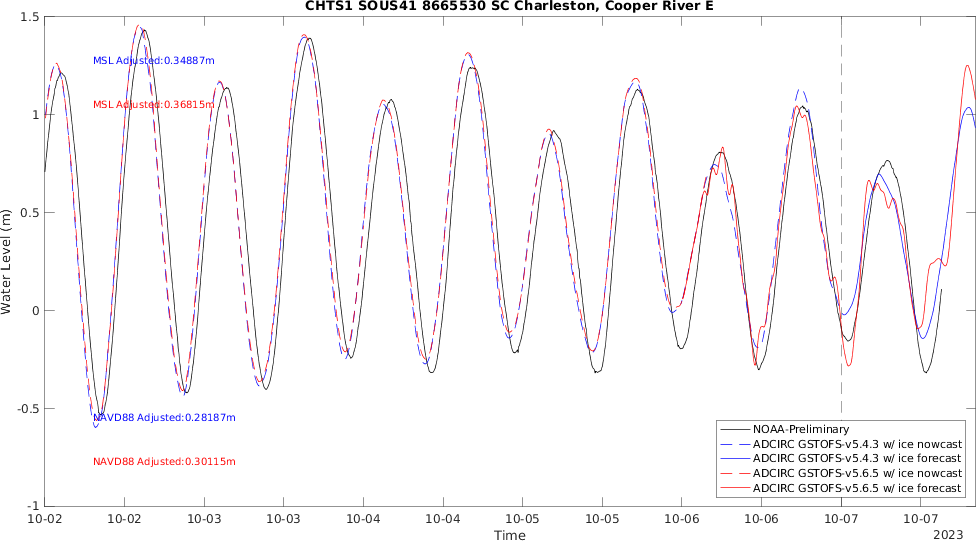 CHTS1 SOUS41 8665530 SC Charleston, Cooper River E
1.5
1
0.5
0
-0.5
-1
Water Level (m)
MSL Adjusted:0.34887m
MSL Adjusted:0.36815m
NAVD88 Adjusted:0.28187m
NAVD88 Adjusted:0.30115m
NOAA-Preliminary
ADCIRC GSTOFS-v5.4.3 w/ ice nowcast
ADCIRC GSTOFS-v5.4.3 w/ ice forecast
ADCIRC GSTOFS-v5.6.5 w/ ice nowcast
ADCIRC GSTOFS-v5.6.5 w/ ice forecast
10-02 10-02 10-03 10-03 10-04 10-04 10-05 10-05 10-06 10-06 10-07 10-07
Time
2023